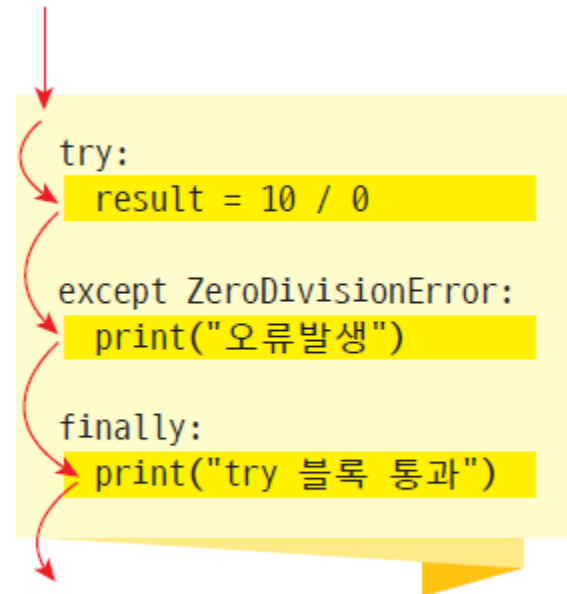 try:
result = 10 / 0
except ZeroDivisionError:
print("오류발생")
finally:
print("try 블록 통과")